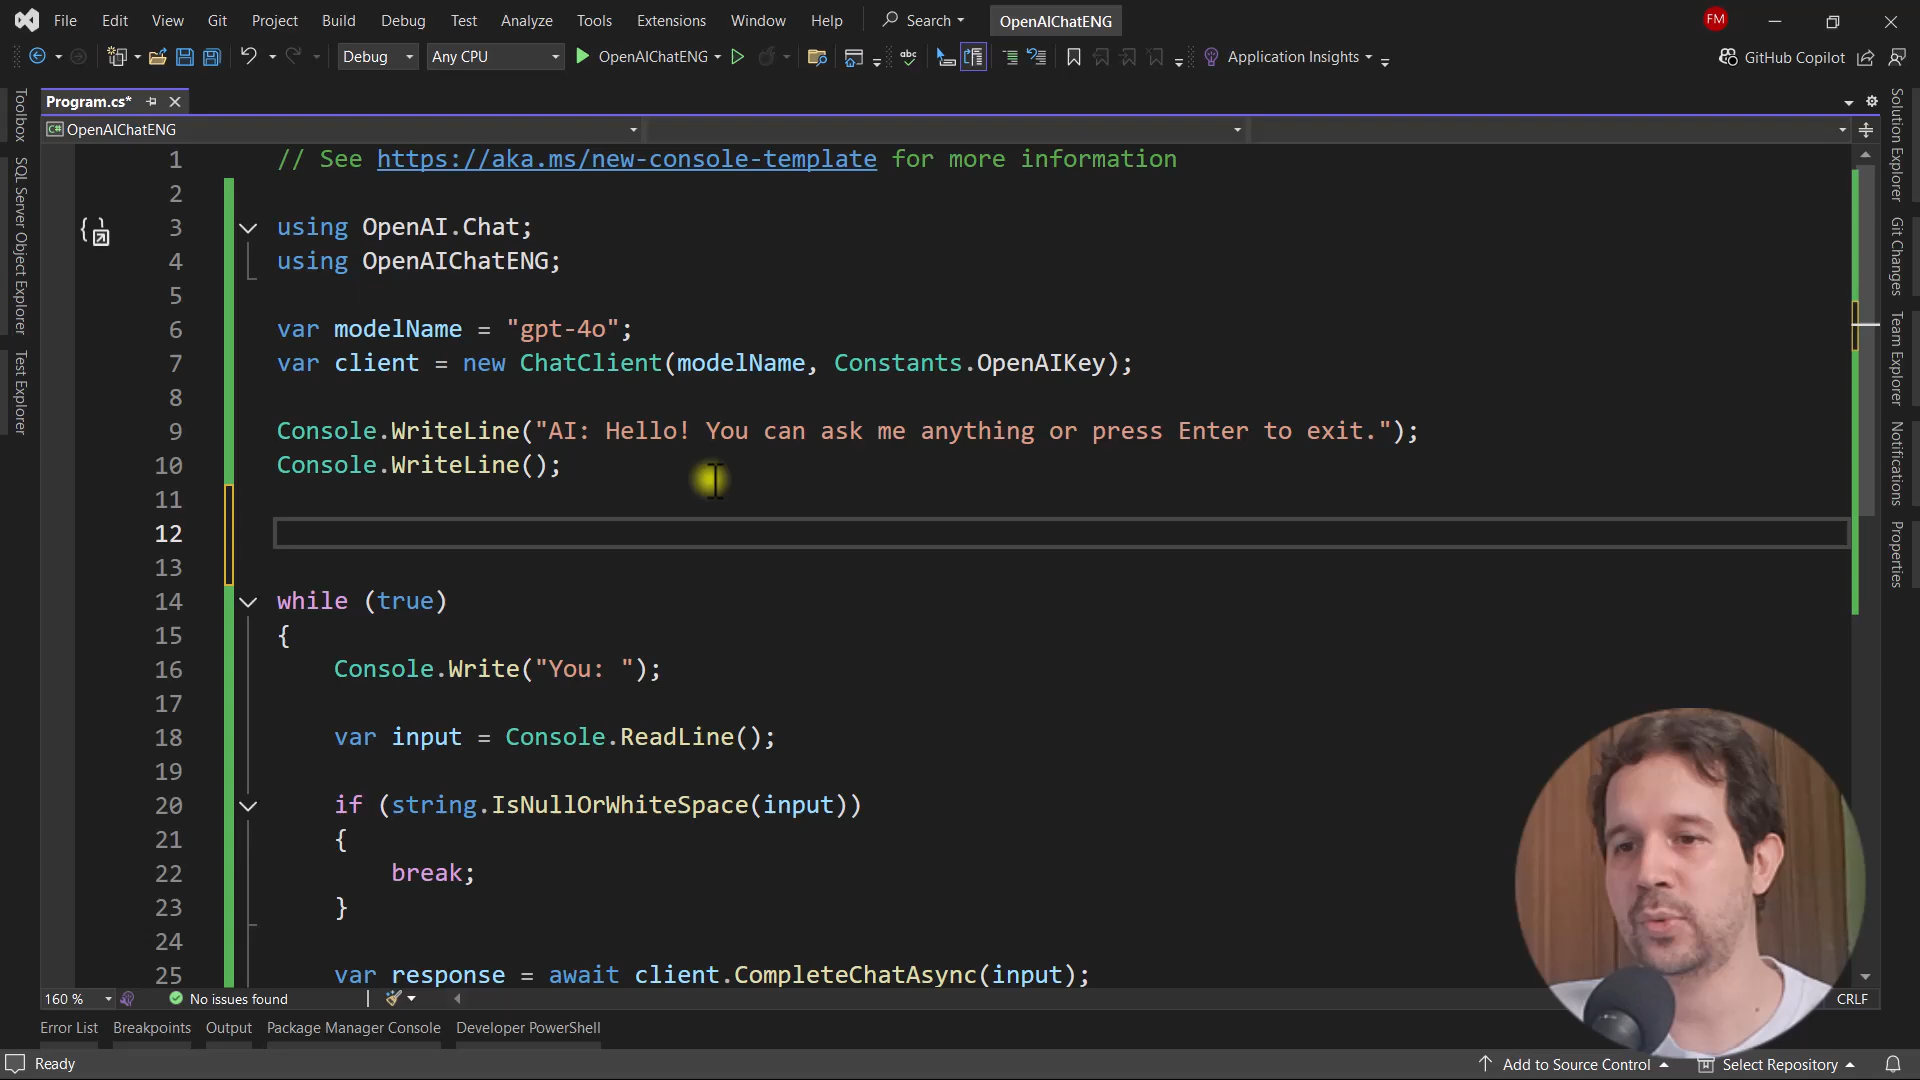 File Edit View Git Project Build Debug Test Analyze Tools Extensions Window Help Search OpenAIChatENG FM
Debug Any CPU OpenAIChatENG abc Application Insights GitHub Copilot
Program.cs*
C# OpenAIChatENG
Toolbox
SQL Server Object Explorer
Test Explorer
1 // See https://aka.ms/new-console-template for more information
2
3 using OpenAI.Chat;
4 using OpenAIChatENG;
5
6 var modelName = "gpt-4o";
7 var client = new ChatClient(modelName, Constants.OpenAIKey);
8
9 Console.WriteLine("AI: Hello! You can ask me anything or press Enter to exit.");
10 Console.WriteLine();
11
12
13
14 while (true)
15 {
16 Console.Write("You: ");
17
18 var input = Console.ReadLine();
19
20 if (string.IsNullOrWhiteSpace(input))
21 {
22 break;
23 }
24
25 var response = await client.CompleteChatAsync(input);
Solution Explorer
Git Changes
Team Explorer
Notifications
Properties
160 % No issues found CRLF
Error List Breakpoints Output Package Manager Console Developer PowerShell
Ready Add to Source Control Select Repository